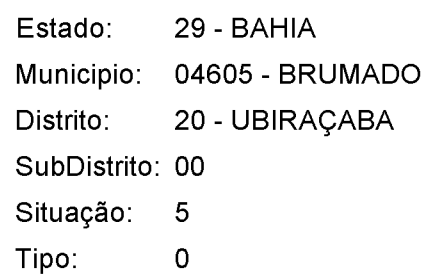 Estado: 29 - BAHIA
Municipio: 04605 - BRUMADO
Distrito: 20 - UBIRAÇABA
SubDistrito: 00
Situação: 5
Tipo: 0